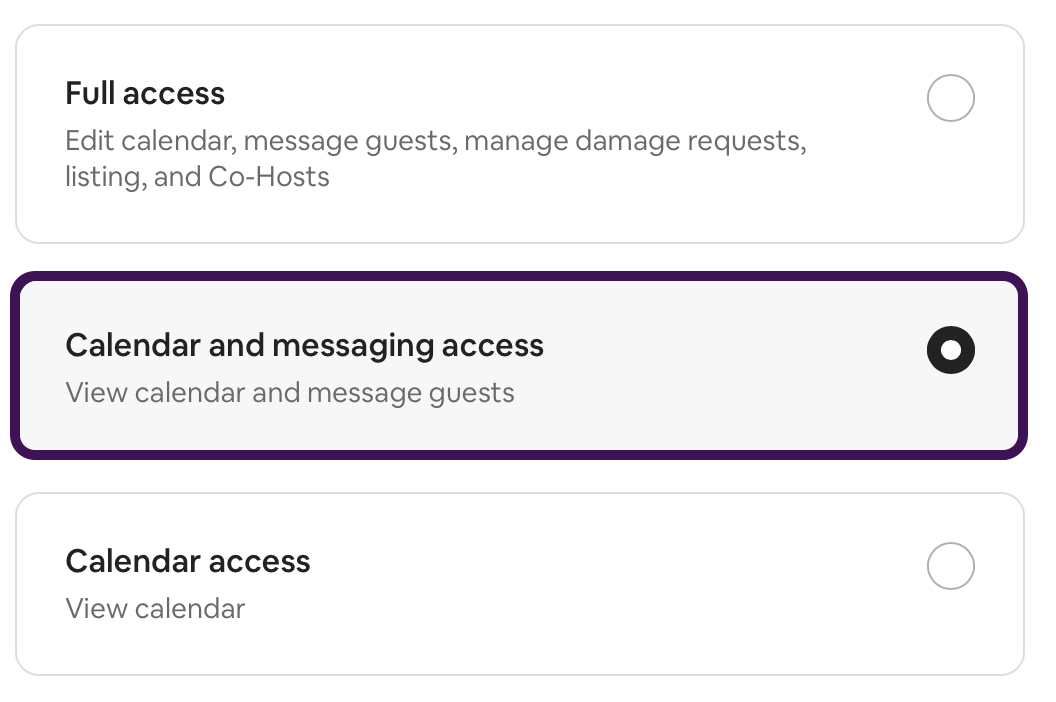 Full access
Edit calendar, message guests, manage damage requests,
listing, and Co-Hosts
Calendar and messaging access
View calendar and message guests
Calendar access
View calendar